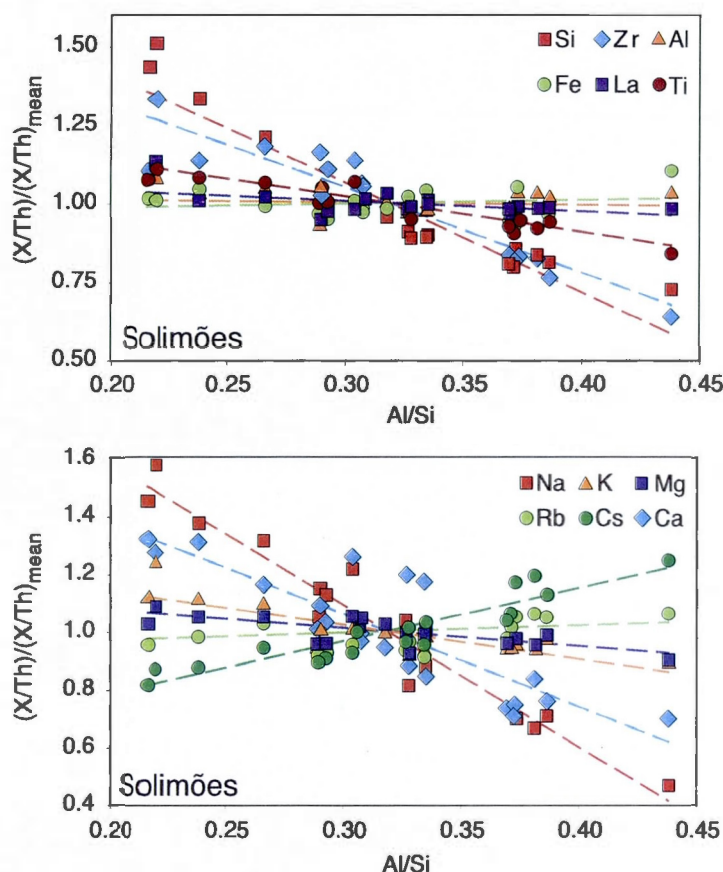 1.50
Si Zr Al
Fe La Ti
1.25
(X/Th)/(X/Th)mean
1.00
0.75
Solimões
0.50
0.20 0.25 0.30 0.35 0.40 0.45
Al/Si
1.6
Na K Mg
Rb Cs Ca
1.4
1.2
(X/Th)/(X/Th)mean
1.0
0.8
0.6
Solimões
0.4
0.20 0.25 0.30 0.35 0.40 0.45
Al/Si